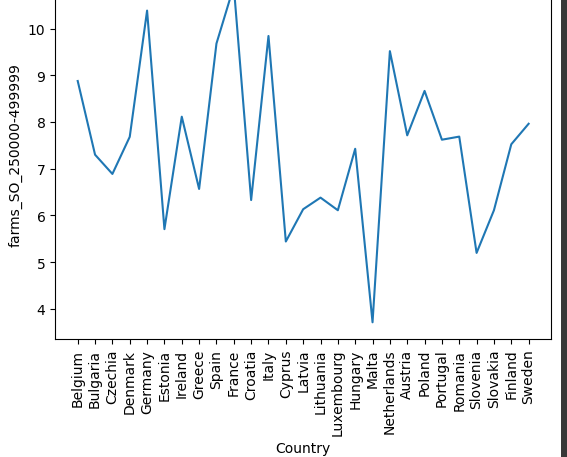 farms_SO_250000-499999
10
9
8
7
6
5
4
Belgium
Bulgaria
Czechia
Denmark
Germany
Estonia
Ireland
Greece
Spain
France
Croatia
Italy
Cyprus
Latvia
Lithuania
Luxembourg
Hungary
Malta
Netherlands
Austria
Poland
Portugal
Romania
Slovenia
Slovakia
Finland
Sweden
Country